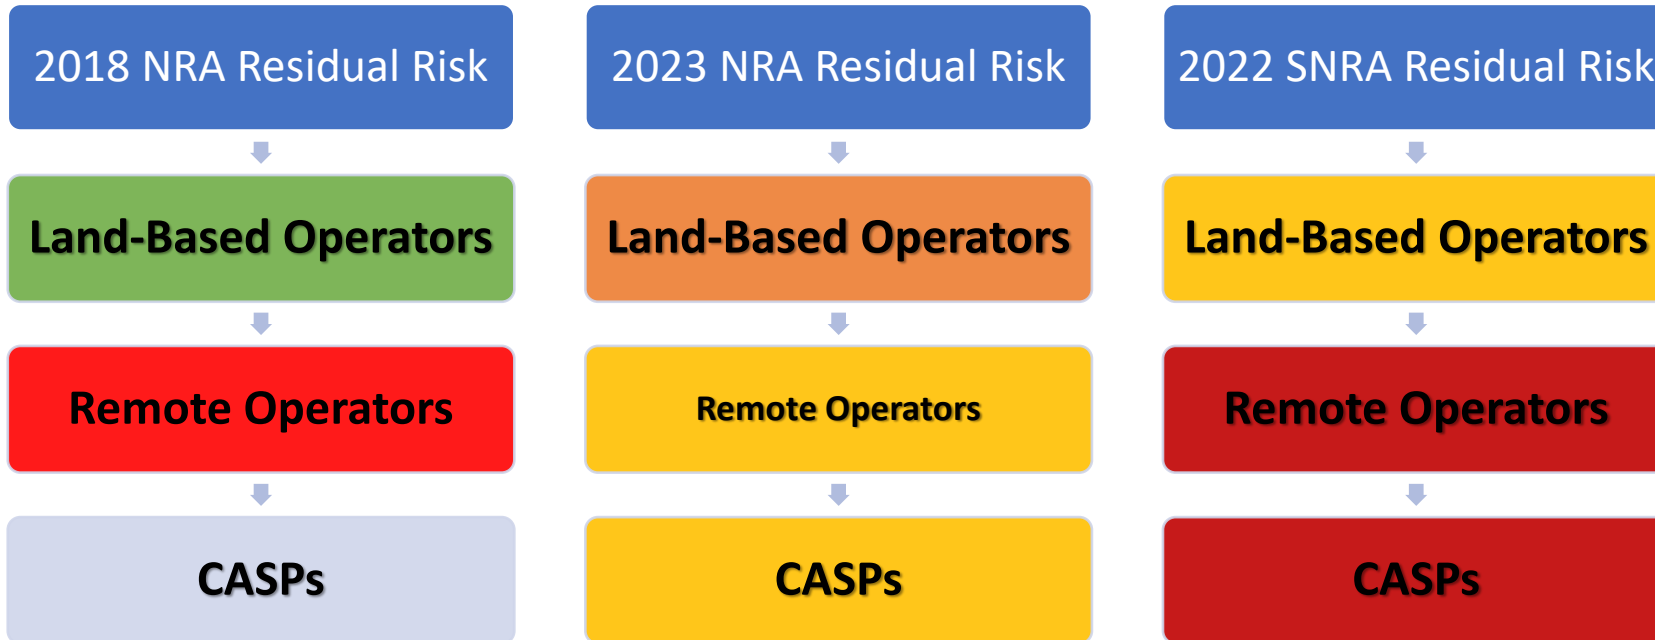 2018 NRA Residual Risk
Land-Based Operators
Remote Operators
CASPs
2023 NRA Residual Risk
Land-Based Operators
Remote Operators
CASPs
2022 SNRA Residual Risk
Land-Based Operators
Remote Operators
CASPs